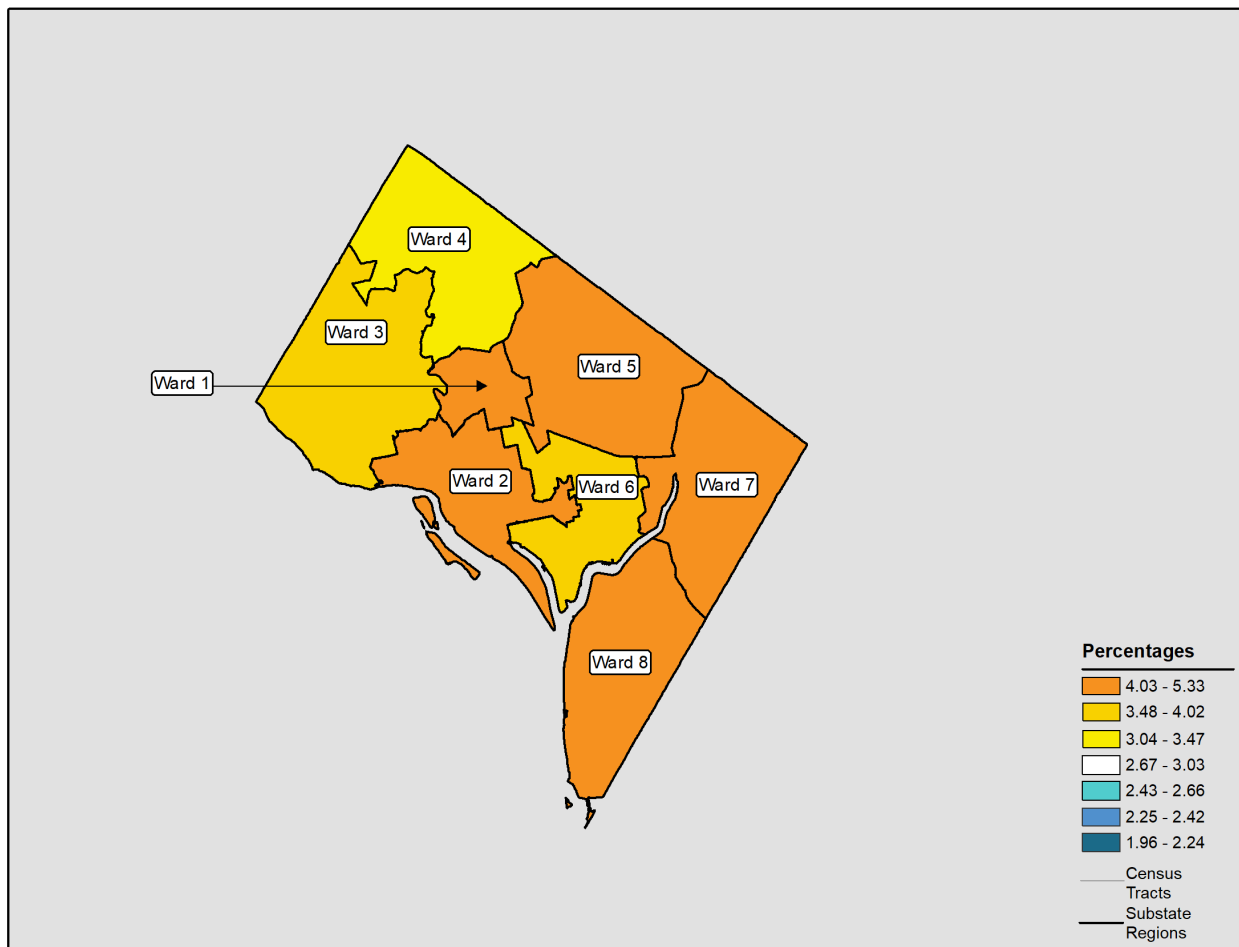 Ward 4
Ward 3
Ward 5
Ward 1
Ward 2
Ward 6
Ward 7
Ward 8
Percentages
4.03 - 5.33
3.48 - 4.02
3.04 - 3.47
2.67 - 3.03
2.43 - 2.66
2.25 - 2.42
1.96 - 2.24
Census
Tracts
Substate
Regions